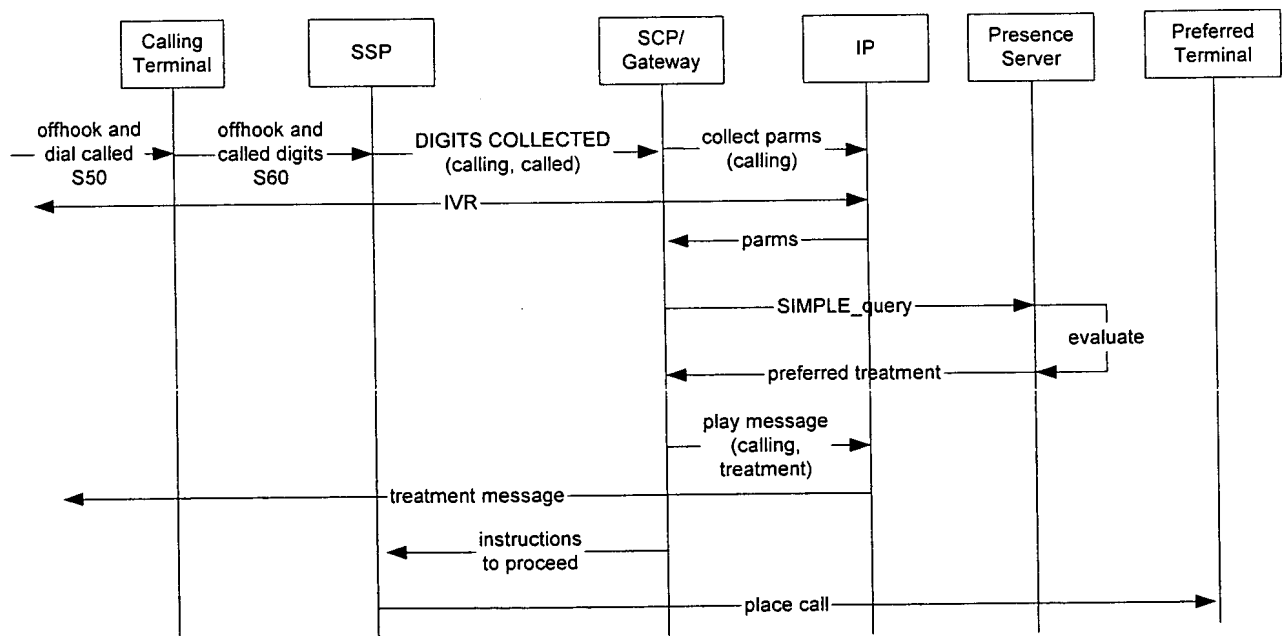 Calling
Terminal
SSP
SCP/
Gateway
IP
Presence
Server
Preferred
Terminal
offhook and
dial called
S50
offhook and
called digits
S60
DIGITS COLLECTED
(calling, called)
collect parms
(calling)
IVR
parms
SIMPLE_query
evaluate
preferred treatment
play message
(calling,
treatment)
treatment message
instructions
to proceed
place call